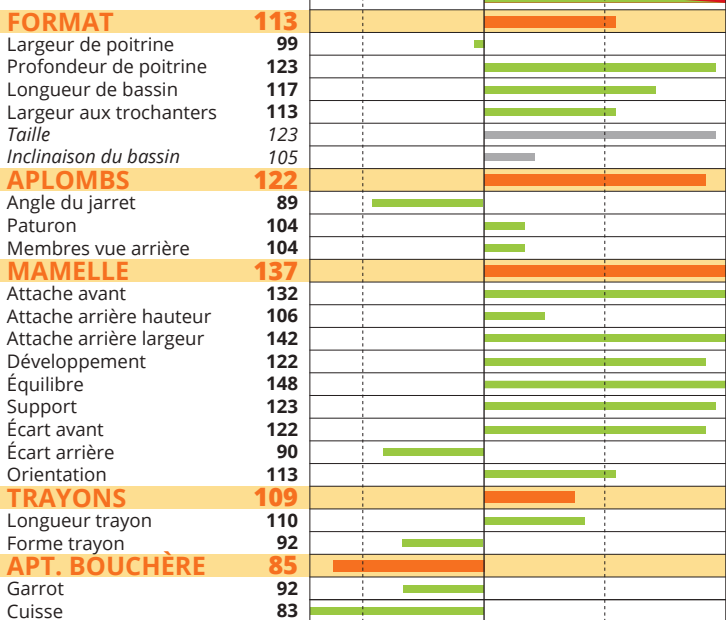 FORMAT 113
Largeur de poitrine 99
Profondeur de poitrine 123
Longueur de bassin 117
Largeur aux trochanters 113
Taille 123
Inclinaison du bassin 105
APLOMBS 122
Angle du jarret 89
Paturon 104
Membres vue arrière 104
MAMELLE 137
Attache avant 132
Attache arrière hauteur 106
Attache arrière largeur 142
Développement 122
Équilibre 148
Support 123
Écart avant 122
Écart arrière 90
Orientation 113
TRAYONS 109
Longueur trayon 110
Forme trayon 92
APT. BOUCHÈRE 85
Garrot 92
Cuisse 83